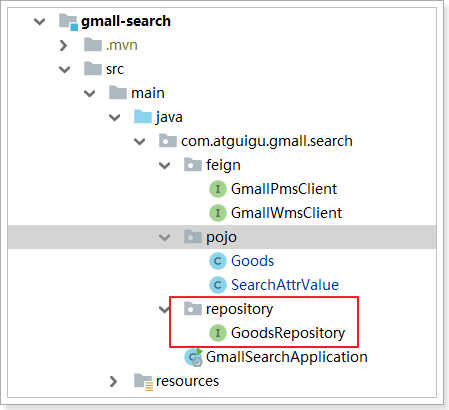 gmall-search
.mvn
src
main
java
com.atguigu.gmall.search
feign
GmallPmsClient
GmallWmsClient
pojo
Goods
SearchAttrValue
repository
GoodsRepository
GmallSearchApplication
resources